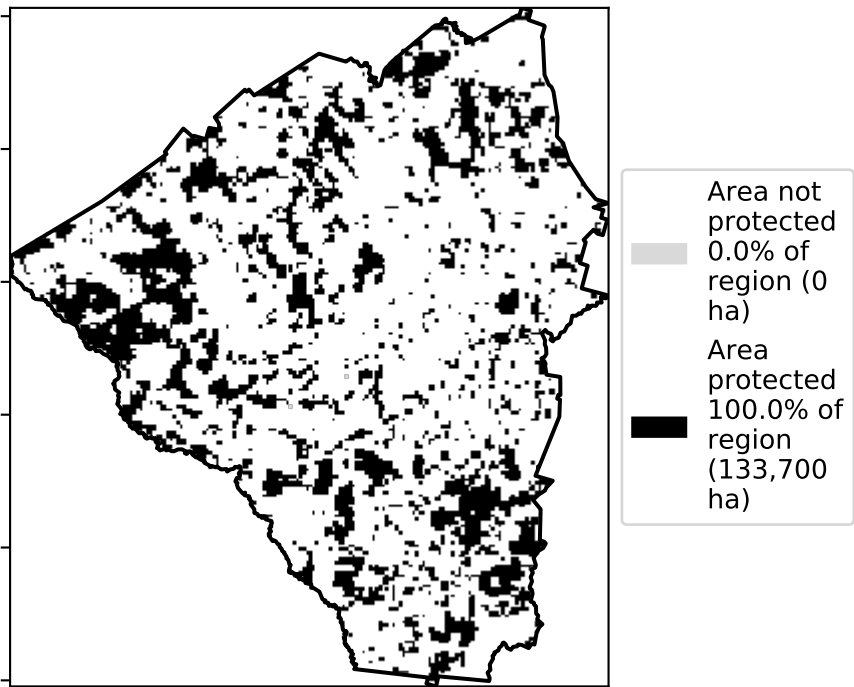 Area not
protected
0.0% of
region (0
ha)
Area
protected
100.0% of
region
(133,700
ha)